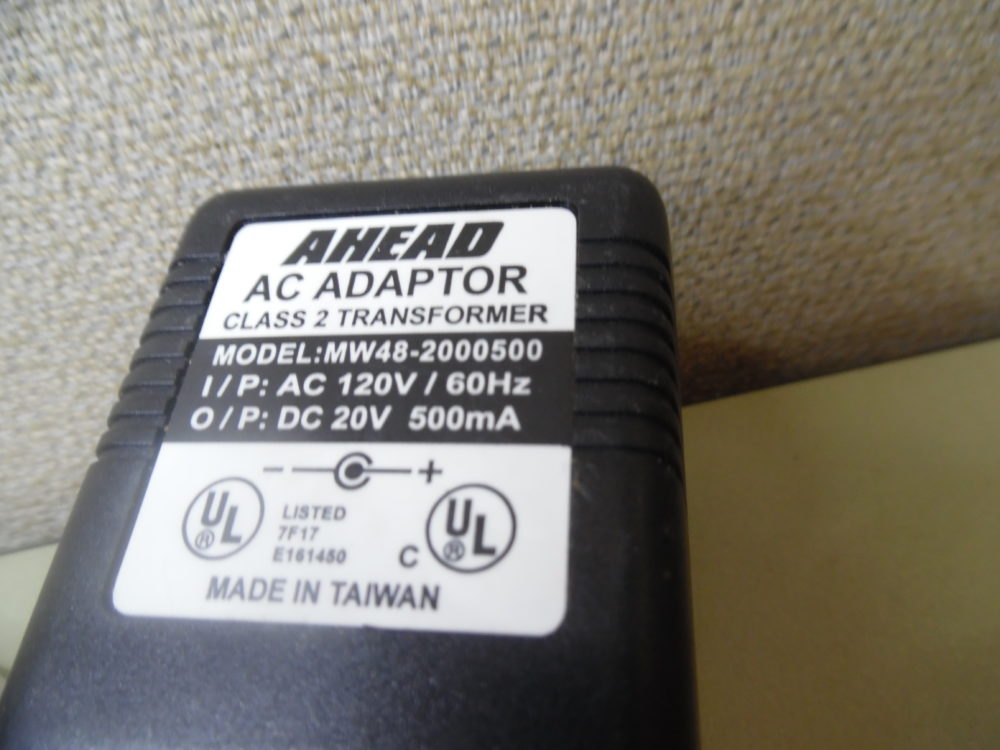 AHEAD
AC ADAPTOR
CLASS 2 TRANSFORMER
MODEL:MW48-2000500
I / P: AC 120V / 60Hz
O / P: DC 20V 500mA
- +
UL ® LISTED
7F17
E161450
C UL ®
MADE IN TAIWAN